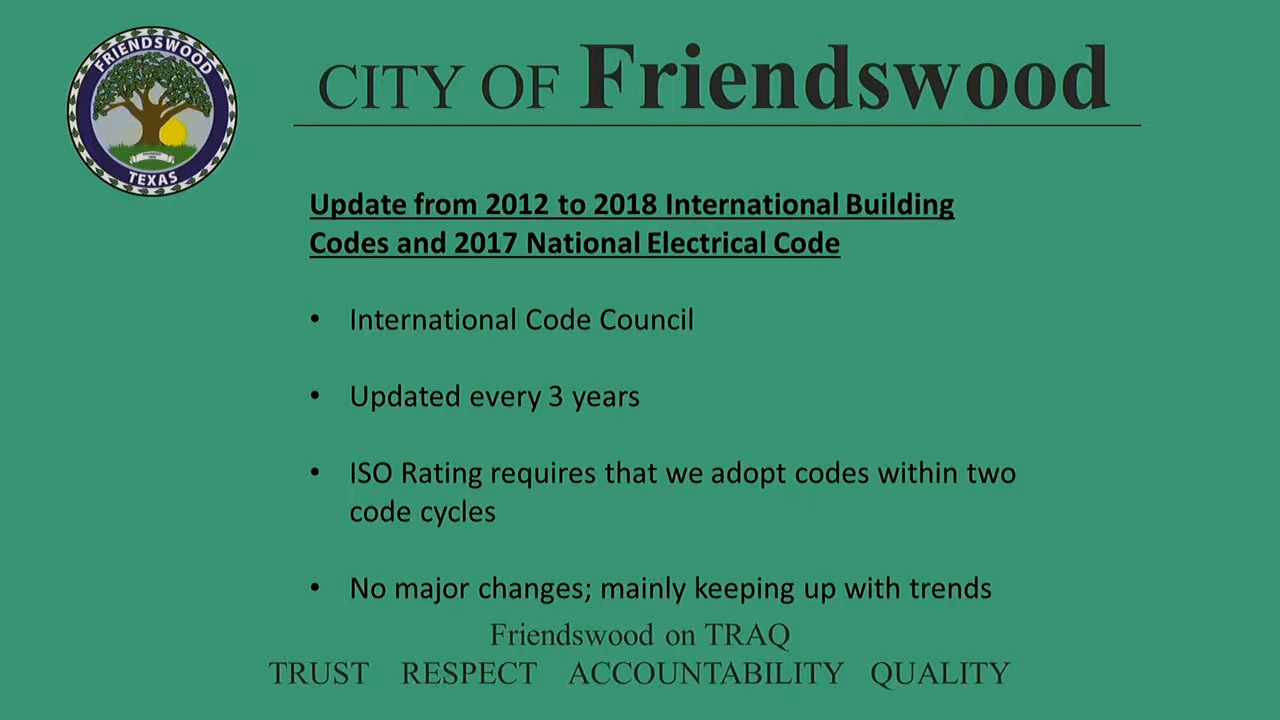 FRIENDSWOOD
TEXAS
CITY OF Friendswood
Update from 2012 to 2018 International Building
Codes and 2017 National Electrical Code
• International Code Council
• Updated every 3 years
• ISO Rating requires that we adopt codes within two
code cycles
• No major changes; mainly keeping up with trends
Friendswood on TRAQ
TRUST RESPECT ACCOUNTABILITY QUALITY